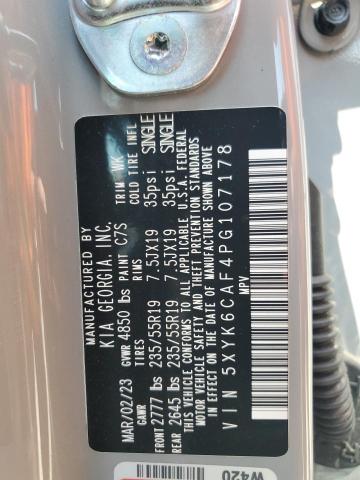 MANUFACTURED BY
KIA GEORGIA, INC.
MAR/02/23 GVWR 4850 lbs PAINT C7S TRIM WK
GAWR TIRES RIMS COLD TIRE INFL
FRONT 2777 lbs 235/55R19 7.5JX19 35psi SINGLE
REAR 2645 lbs 235/55R19 7.5JX19 35psi SINGLE
THIS VEHICLE CONFORMS TO ALL APPLICABLE U.S.A FEDERAL
MOTOR VEHICLE SAFETY AND BUMPER AND THEFT PREVENTION
STANDARDS IN EFFECT ON THE DATE OF MANUFACTURE SHOWN
ABOVE.
VIN 5XYK6CAF4PG107178
W420